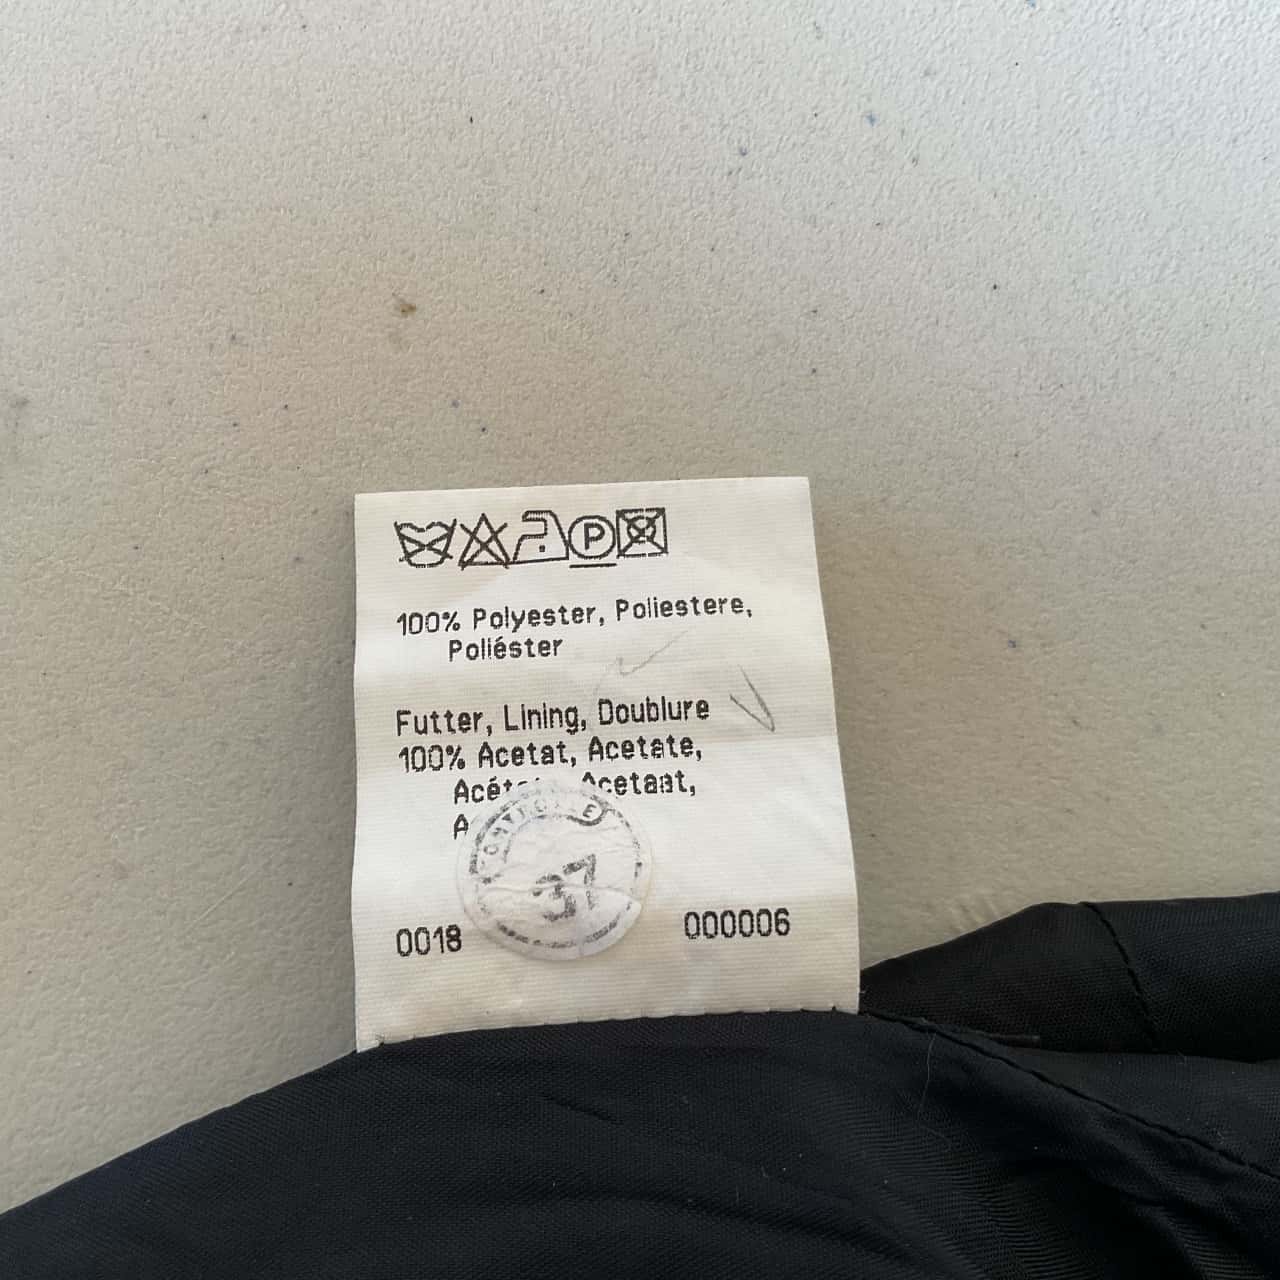 P
100% Polyester, Poliestere,
Poliéster
Futter, Lining, Doublure
100% Acetat, Acetate,
Acetaat,
37
0018
000006